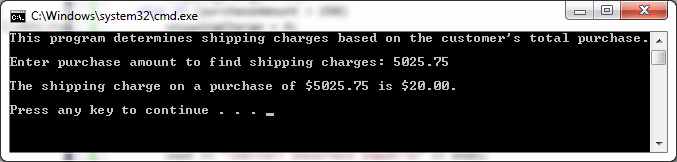 C:\Windows\system32\cmd.exe
This program determines shipping charges based on the customer's total purchase.
Enter purchase amount to find shipping charges: 5025.75
The shipping charge on a purchase of $5025.75 is $20.00.
Press any key to continue . . . _